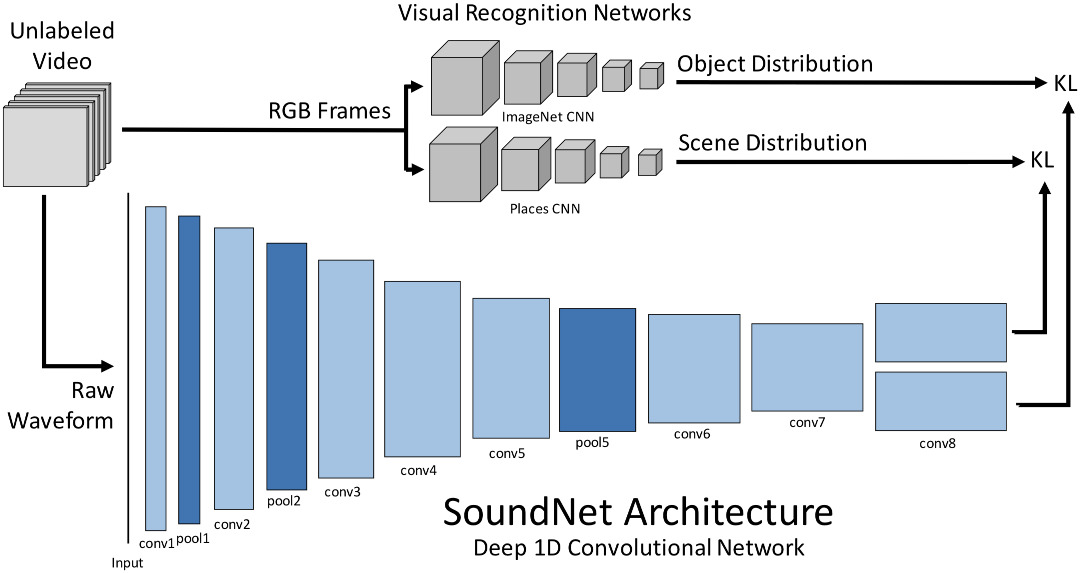 Visual Recognition Networks
Unlabeled
Video
Object Distribution
KL
RGB Frames
ImageNet CNN
Scene Distribution
KL
Places CNN
Raw
Waveform
Input
conv1
pool1
conv2
pool2
conv3
conv4
conv5
pool5
conv6
conv7
conv8
SoundNet Architecture
Deep 1D Convolutional Network